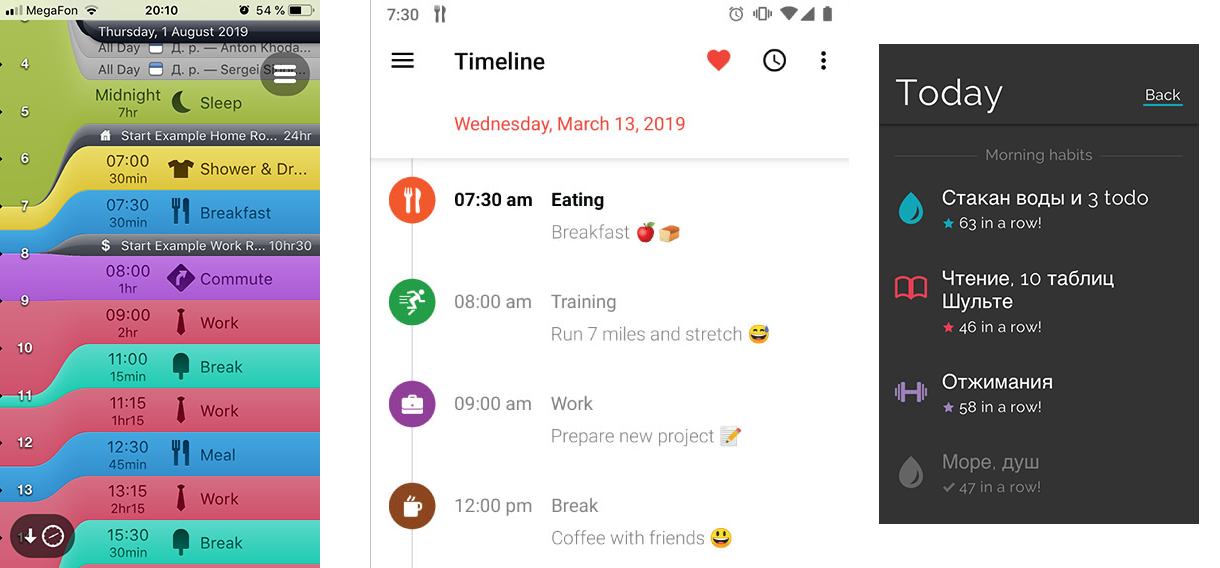 MegaFon 20:10 54 %
Thursday, 1 August 2019
All Day Д. р. — Anton Khoda...
All Day Д. р. — Sergei
4
Midnight
7hr
Sleep
5
Start Example Home Ro... 24hr
6
07:00
30min
Shower & Dr...
7
07:30
30min
Breakfast
8
Start Example Work R... 10hr30
08:00
1hr
Commute
9
09:00
2hr
Work
10
11:00
15min
Break
11
11:15
1hr15
Work
12
12:30
45min
Meal
13
13:15
2hr15
Work
15:30
30min
Break
7:30
Timeline
Wednesday, March 13, 2019
07:30 am Eating
Breakfast 🍎🍞
08:00 am Training
Run 7 miles and stretch 😅
09:00 am Work
Prepare new project 📝
12:00 pm Break
Coffee with friends 😃
Today
Back
Morning habits
Стакан воды и 3 todo
63 in a row!
Чтение, 10 таблиц
Шульте
46 in a row!
Отжимания
58 in a row!
Море, душ
47 in a row!